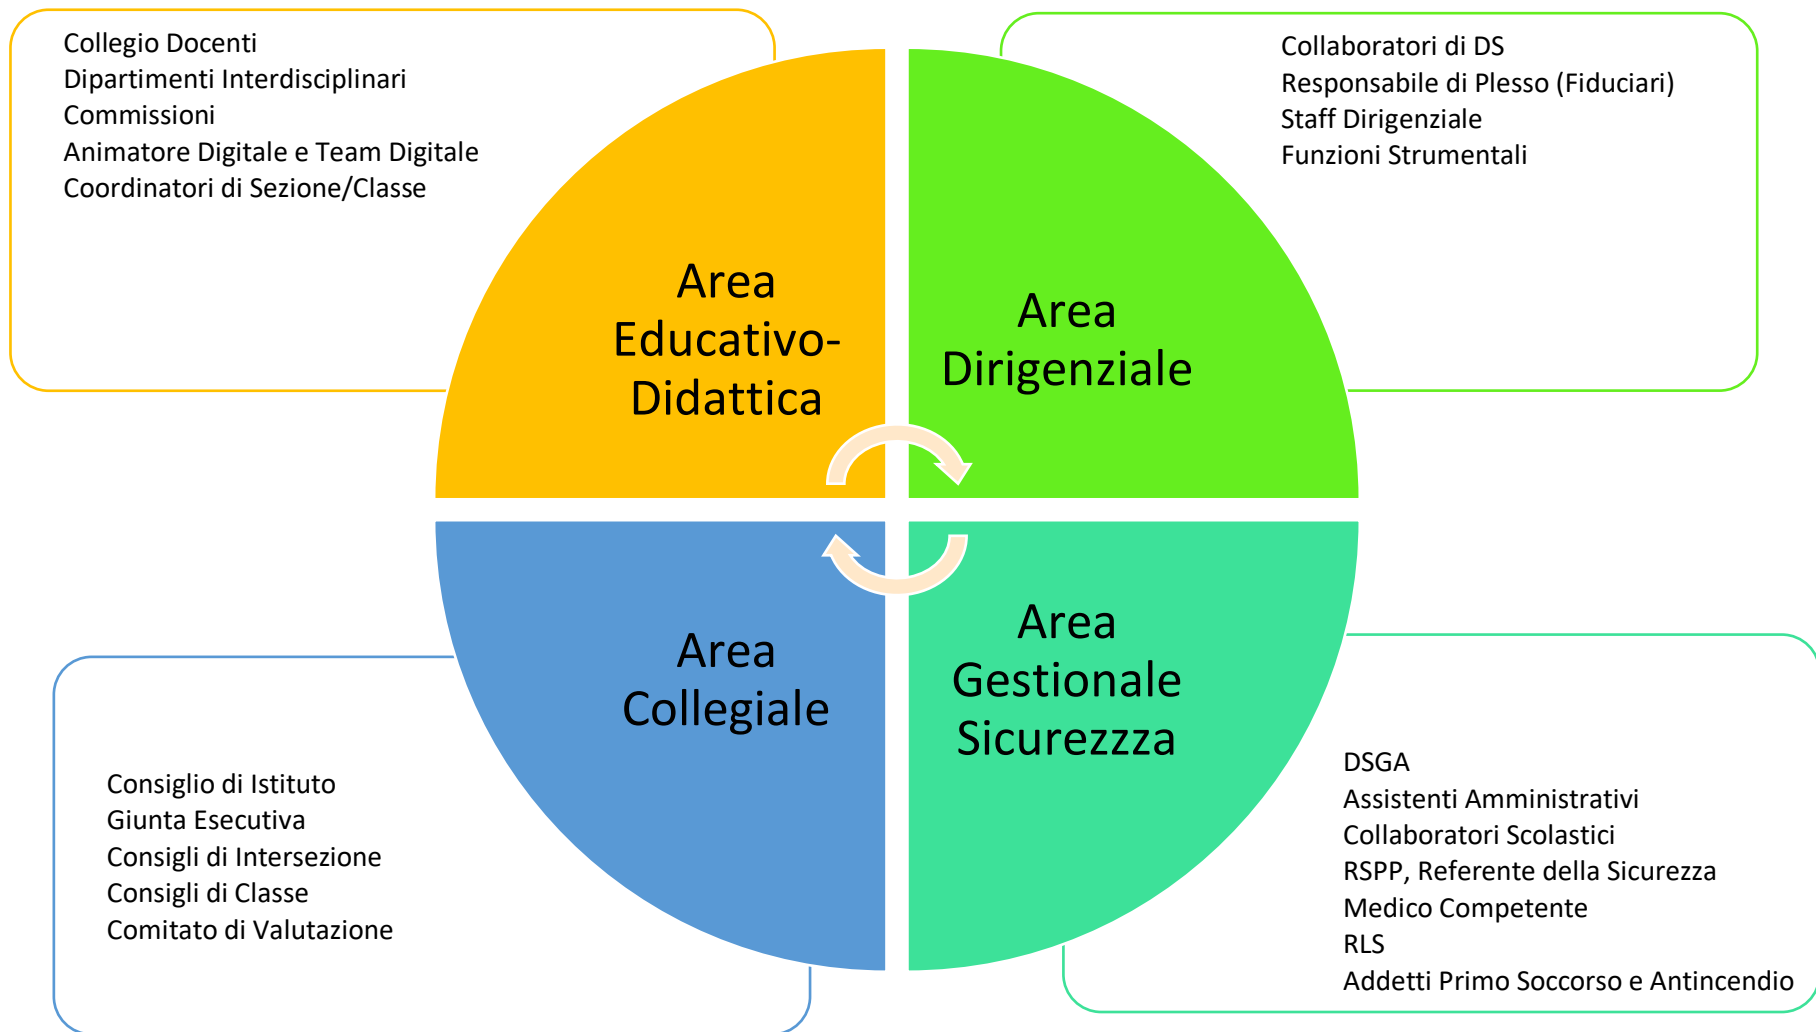 Collegio Docenti
Dipartimenti Interdisciplinari
Commissioni
Animatore Digitale e Team Digitale
Coordinatori di Sezione/Classe
Collaboratori di DS
Responsabile di Plesso (Fiduciari)
Staff Dirigenziale
Funzioni Strumentali
Area
Educativo-
Didattica
Area
Dirigenziale
Area
Collegiale
Area
Gestionale
Sicurezzza
Consiglio di Istituto
Giunta Esecutiva
Consigli di Intersezione
Consigli di Classe
Comitato di Valutazione
DSGA
Assistenti Amministrativi
Collaboratori Scolastici
RSPP, Referente della Sicurezza
Medico Competente
RLS
Addetti Primo Soccorso e Antincendio